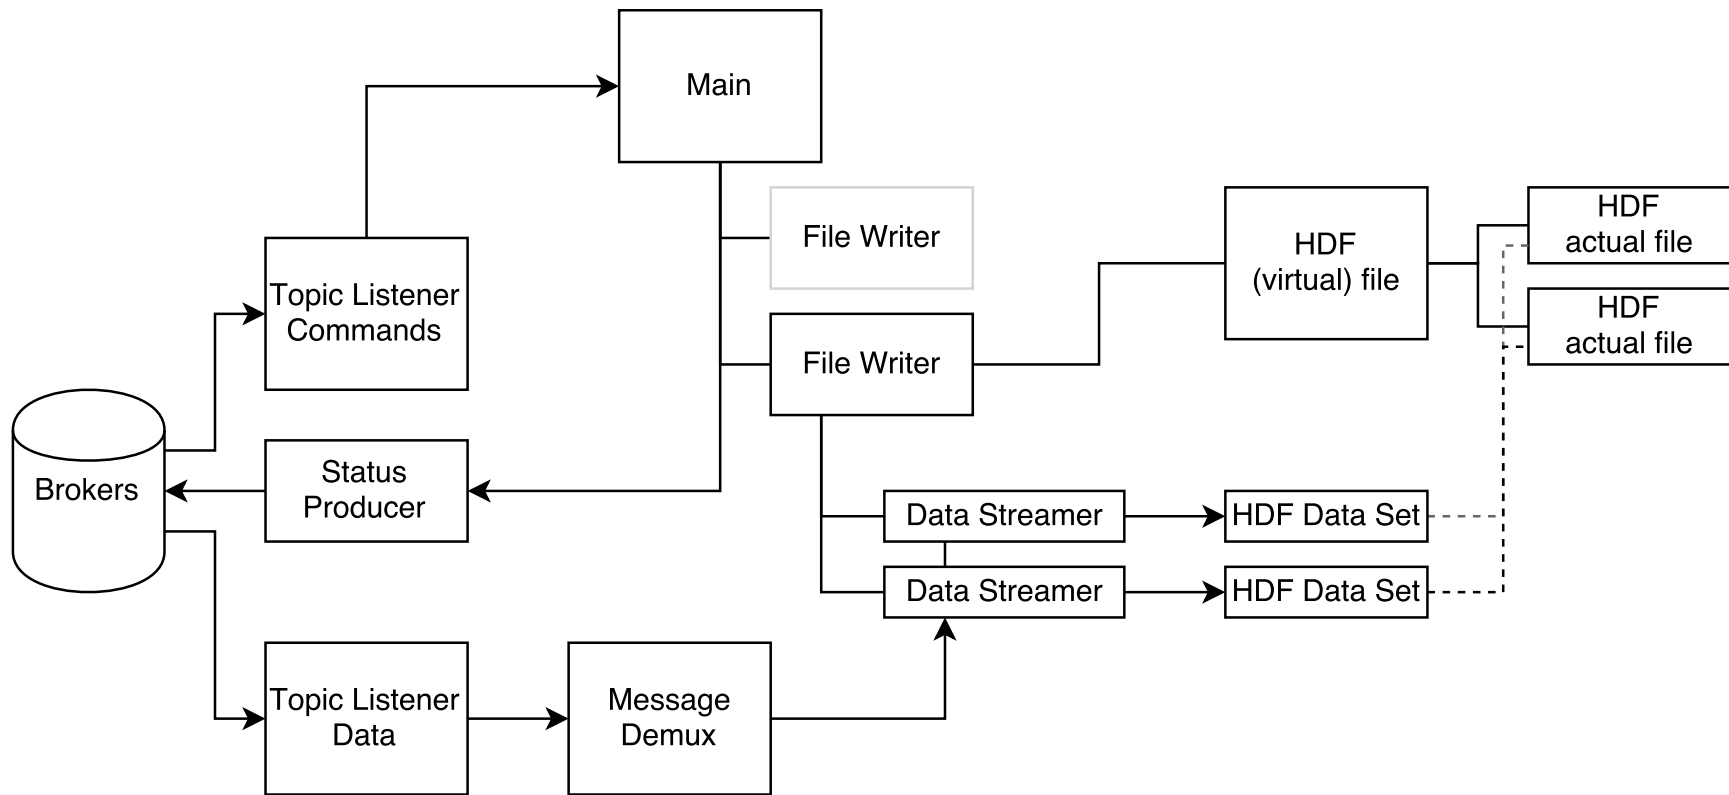 Main
File Writer
HDF
(virtual) file
HDF
actual file
HDF
actual file
Topic Listener
Commands
File Writer
Brokers
Status
Producer
Data Streamer
HDF Data Set
Data Streamer
HDF Data Set
Topic Listener
Data
Message
Demux